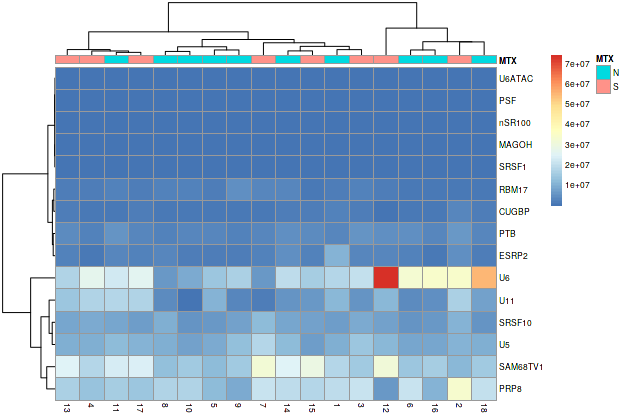 MTX
U6ATAC
PSF
nSR100
MAGOH
SRSF1
RBM17
CUGBP
PTB
ESRP2
U6
U11
SRSF10
U5
SAM68TV1
PRP8
13 4 11 17 8 10 5 9 7 14 15 1 3 12 6 16 2 18
7e+07
6e+07
5e+07
4e+07
3e+07
2e+07
1e+07
MTX
N
S